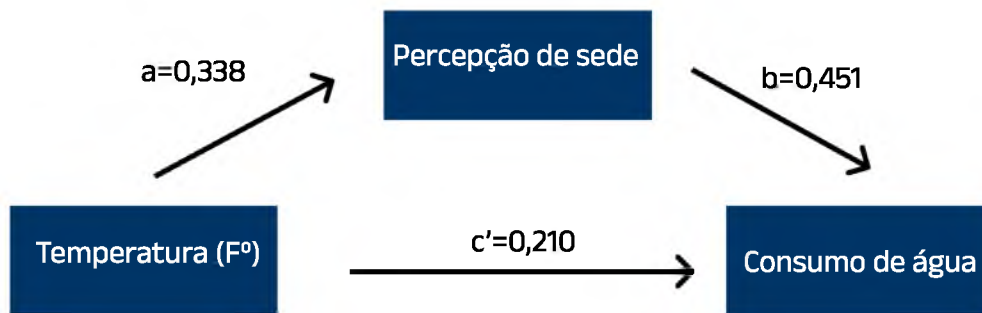 Percepção de sede
a=0,338
b=0,451
Temperatura (Fº)
c’=0,210
Consumo de água